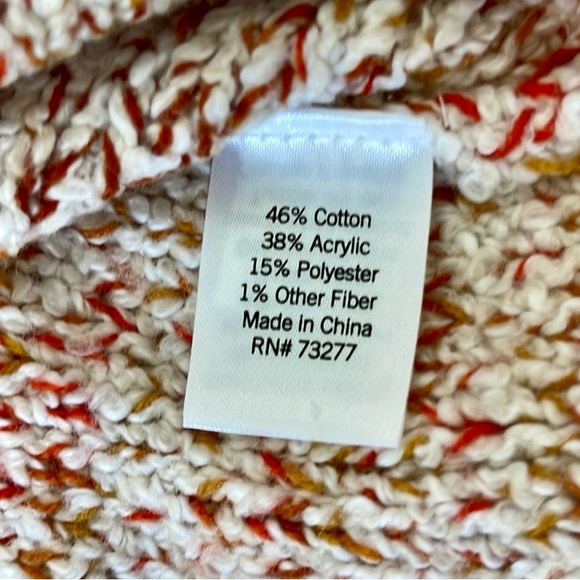 46% Cotton
38% Acrylic
15% Polyester
1% Other Fiber
Made in China
RN# 73277